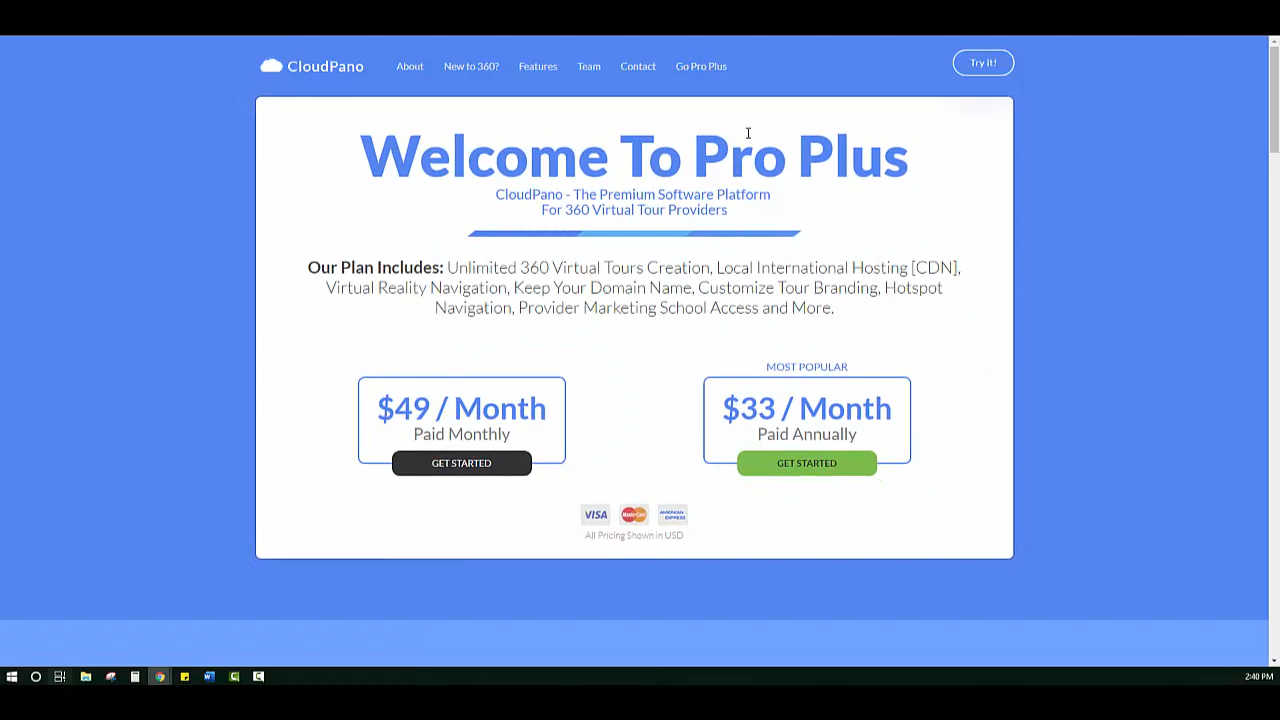 CloudPano
About
New to 360?
Features
Team
Contact
Go Pro Plus
Try it!
Welcome To Pro Plus
CloudPano - The Premium Software Platform
For 360 Virtual Tour Providers
Our Plan Includes: Unlimited 360 Virtual Tours Creation, Local International Hosting [CDN],
Virtual Reality Navigation, Keep Your Domain Name, Customize Tour Branding, Hotspot
Navigation, Provider Marketing School Access and More.
$49 / Month
Paid Monthly
GET STARTED
MOST POPULAR
$33 / Month
Paid Annually
GET STARTED
VISA
MasterCard
AMERICAN
EXPRESS
All Pricing Shown in USD
2:40 PM